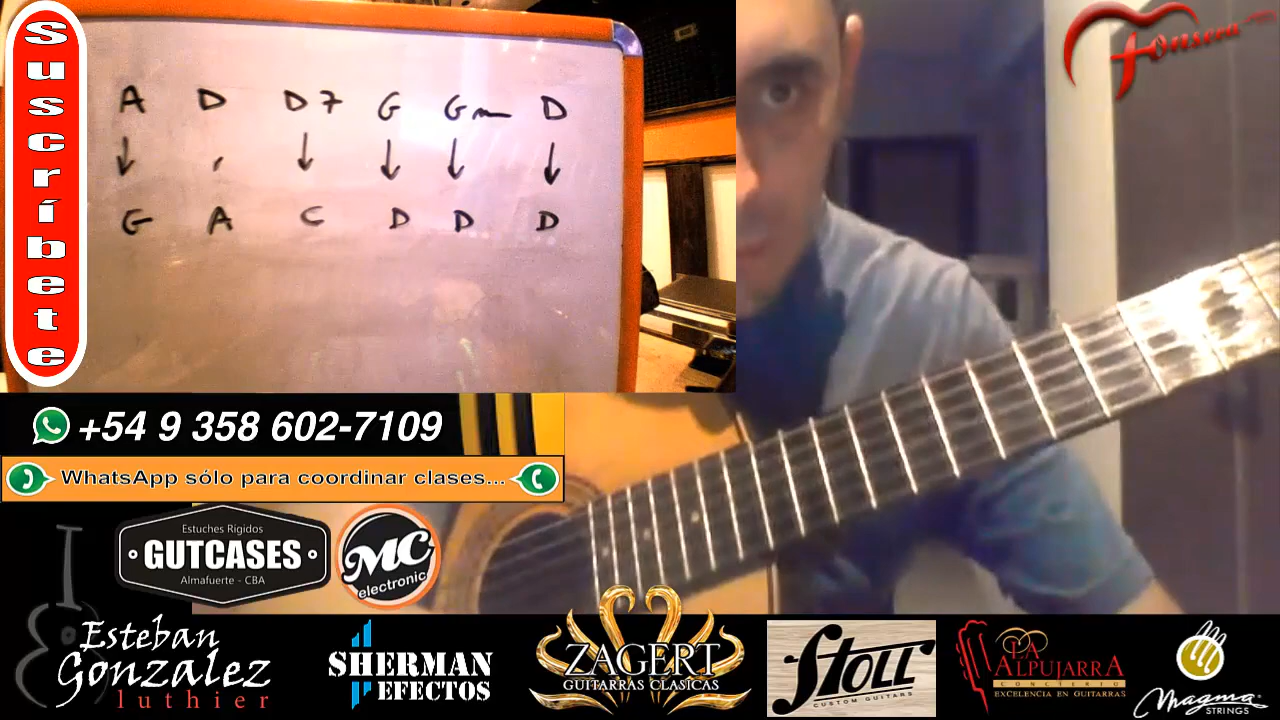 Suscríbete
A D D7 G Gm D
G A C D D D
Fonseca
+54 9 358 602-7109
WhatsApp sólo para coordinar clases...
Estuches Rígidos
GUTCASES
Almafuerte - CBA
MC
electronic
Esteban
Gonzalez
luthier
SHERMAN
EFECTOS
ZAGERT
GUITARRAS CLASICAS
STOLL
CUSTOM GUITARS
LA
ALPUJARRA
CONCIERTO
EXCELENCIA EN GUITARRAS
Magma
STRINGS